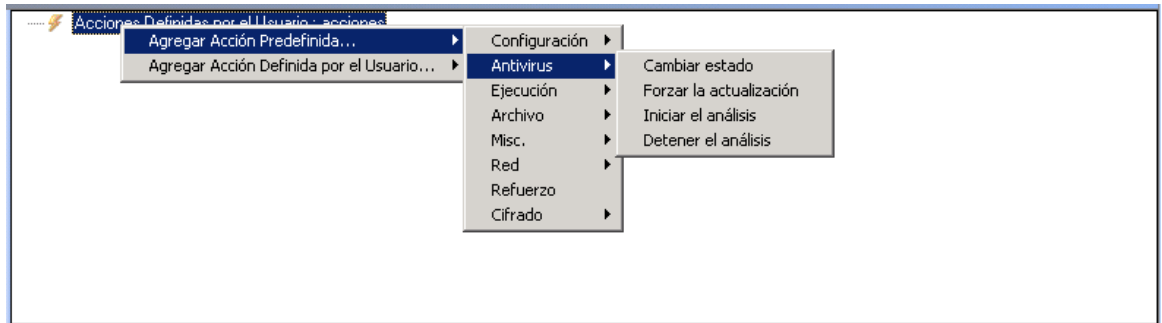 Acciones Definidas por el Usuario : acciones
Agregar Acción Predefinida...
Agregar Acción Definida por el Usuario...
Configuración
Antivirus
Ejecución
Archivo
Misc.
Red
Refuerzo
Cifrado
Cambiar estado
Forzar la actualización
Iniciar el análisis
Detener el análisis